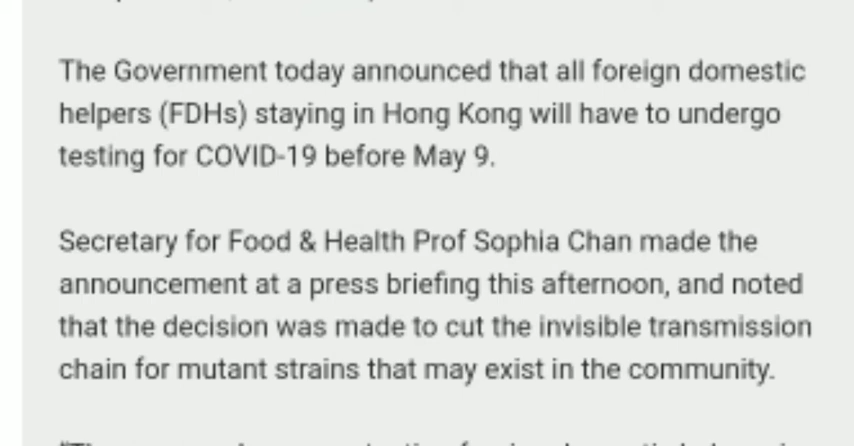 The Government today announced that all foreign domestic
helpers (FDHs) staying in Hong Kong will have to undergo
testing for COVID-19 before May 9.
Secretary for Food & Health Prof Sophia Chan made the
announcement at a press briefing this afternoon, and noted
that the decision was made to cut the invisible transmission
chain for mutant strains that may exist in the community.